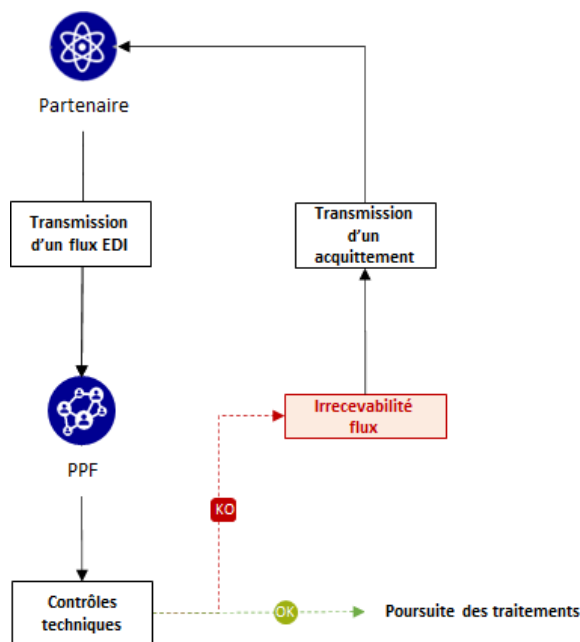 Partenaire
Transmission
d'un flux EDI
Transmission
d'un
acquittement
Irrecevabilité
flux
PPF
KO
Contrôles
techniques
OK
Poursuite des traitements